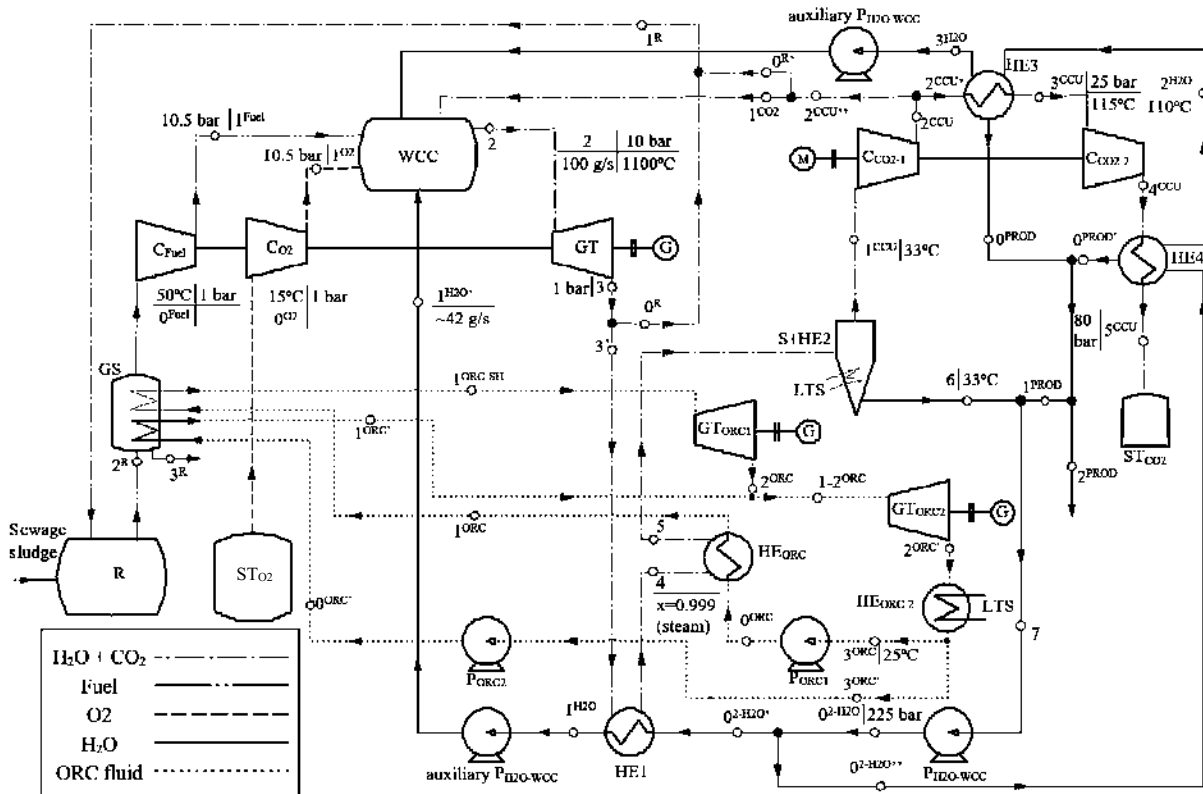 auxiliary P_H2O-WCC
1^R
3^H2O
HE3
0^R'
2^CCU'
3^CCU
25 bar
115°C
2^H2O
110°C
10.5 bar | 1^Fuel
1^CO2
2^CCU''
2^CCU
WCC
2
10.5 bar | 1^O2
2 | 10 bar
100 g/s | 1100°C
M
C_CO2-1
C_CO2-2
4^CCU
C_Fuel
C_O2
GT
G
1^CCU | 33°C
0^PROD
0^PROD'
HE4
50°C | 1 bar
0^Fuel
15°C | 1 bar
0^O2
1 bar | 3
0^R
1^H2O'
~42 g/s
3'
S+HE2
80
bar
5^CCU
GS
LTS
1^ORC SH
6 | 33°C
1^PROD
1^ORC'
GT_ORC1
G
ST_CO2
2^R
3^R
2^ORC
1-2^ORC
2^PROD
GT_ORC2
G
1^ORC
5
Sewage
sludge
HE_ORC
2^ORC'
R
ST_O2
4
x=0.999
(steam)
HE_ORC 2
LTS
0^ORC'
0^ORC
7
3^ORC | 25°C
H2O + CO2
P_ORC2
P_ORC1
3^ORC'
Fuel
O2
1^H2O
0^2-H2O'
0^2-H2O | 225 bar
H2O
ORC fluid
auxiliary P_H2O-WCC
HE1
P_H2O-WCC
0^2-H2O''